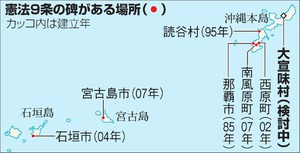 憲法9条の碑がある場所(●)
カッコ内は建立年
沖縄本島
読谷村(95年)
大宜味村(検討中)
西原町(02年)
南風原町(07年)
那覇市(85年)
宮古島市(07年)
宮古島
石垣島
石垣市(04年)